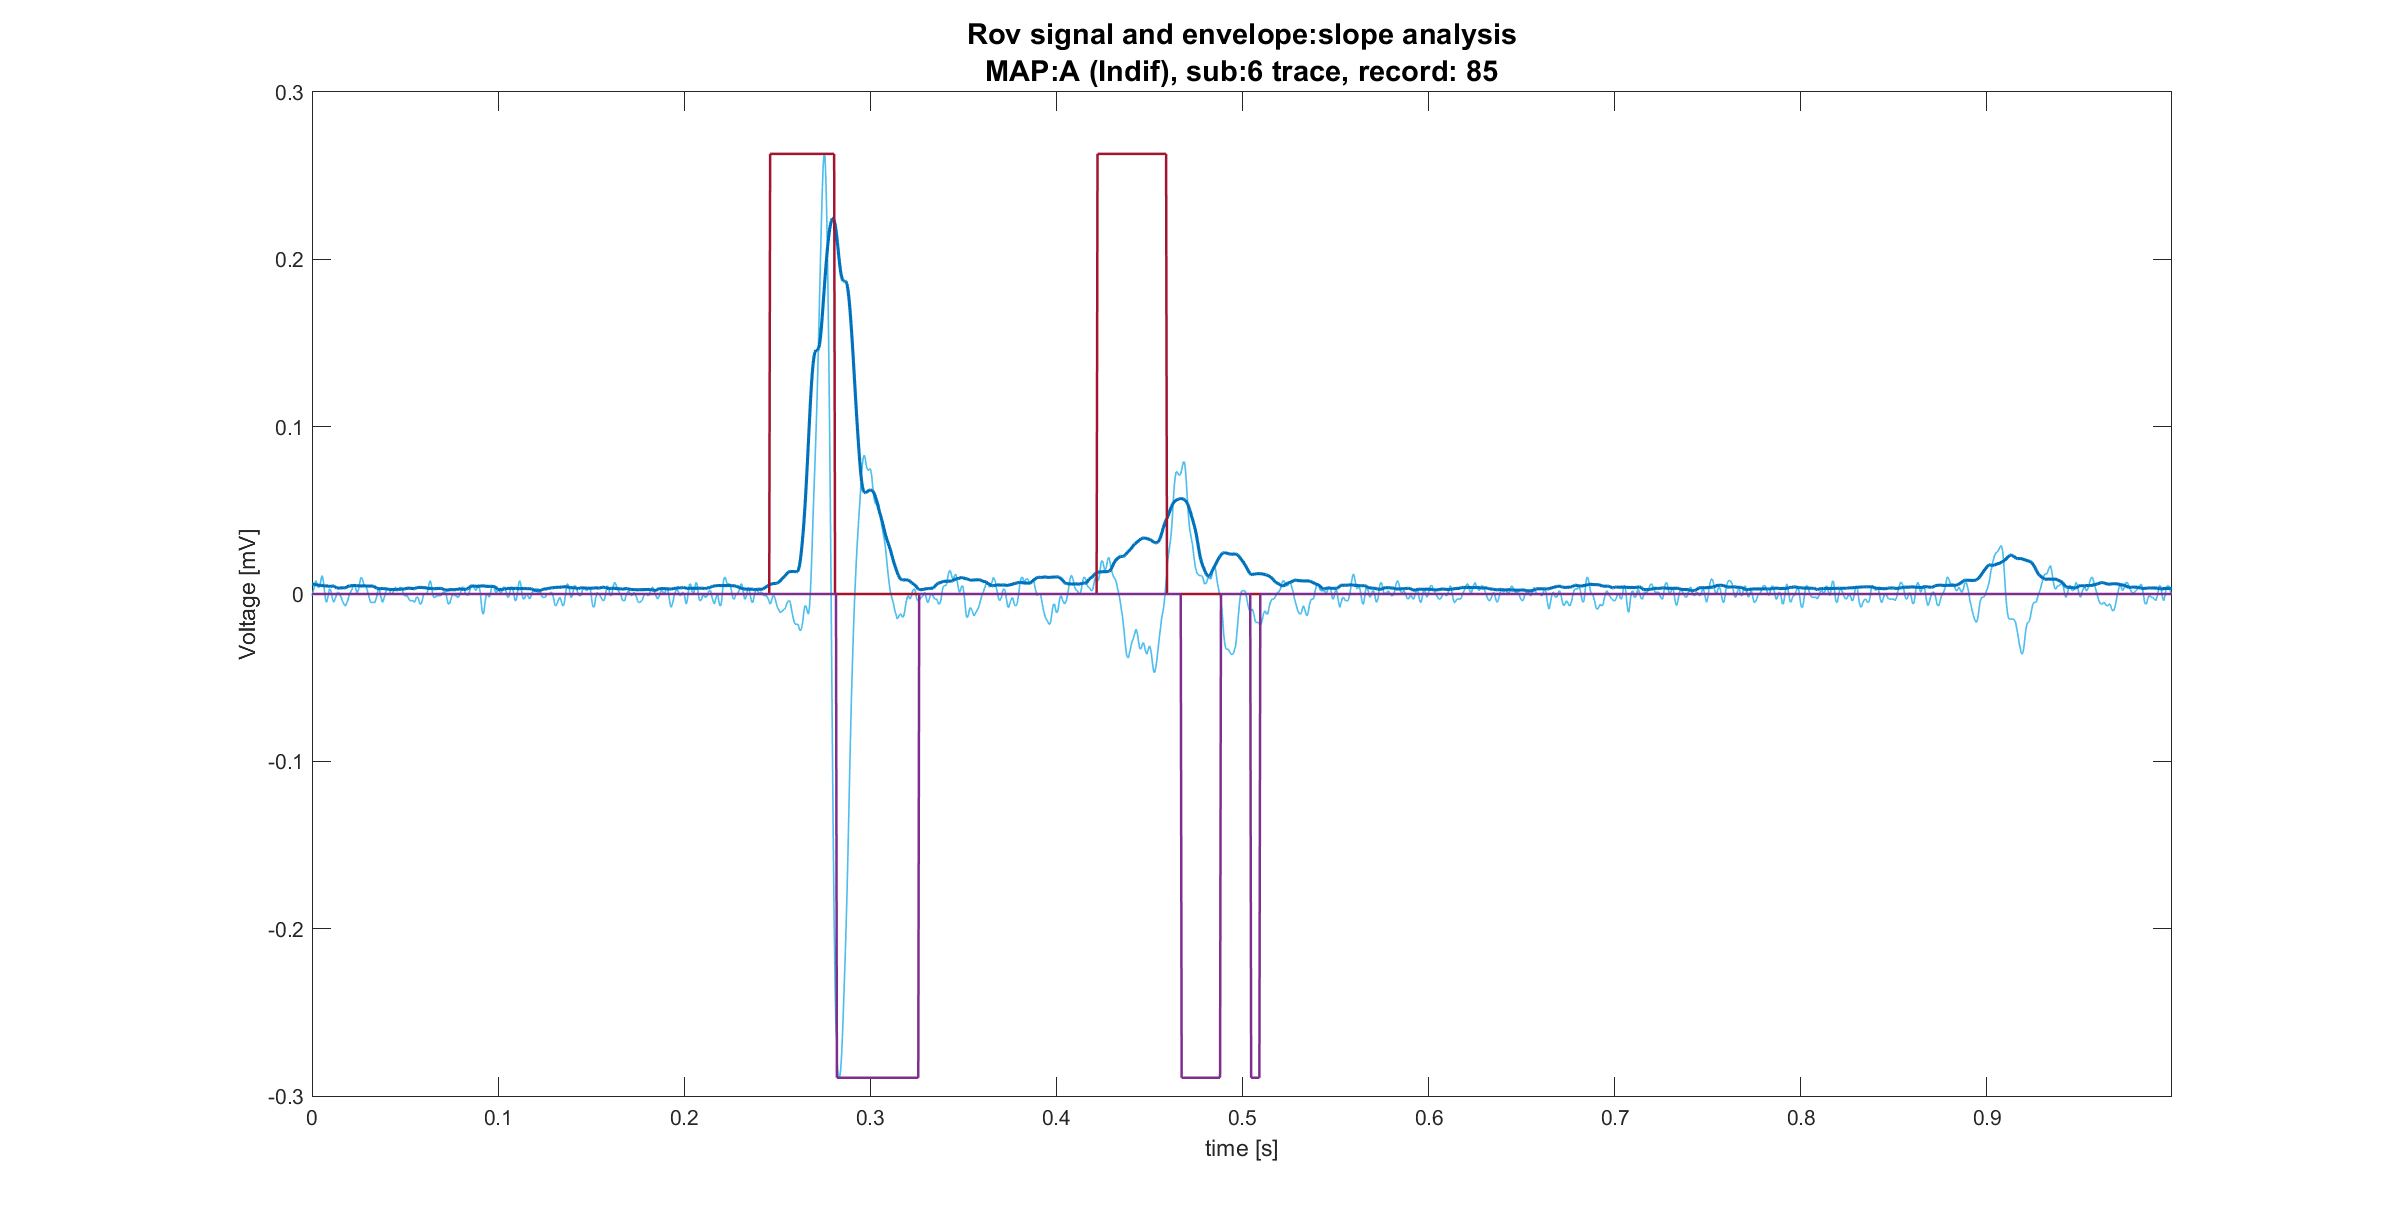 Rov signal and envelope:slope analysis
MAP:A (Indif), sub:6 trace, record: 85
0.3
0.2
0.1
0
-0.1
-0.2
-0.3
Voltage [mV]
0 0.1 0.2 0.3 0.4 0.5 0.6 0.7 0.8 0.9
time [s]